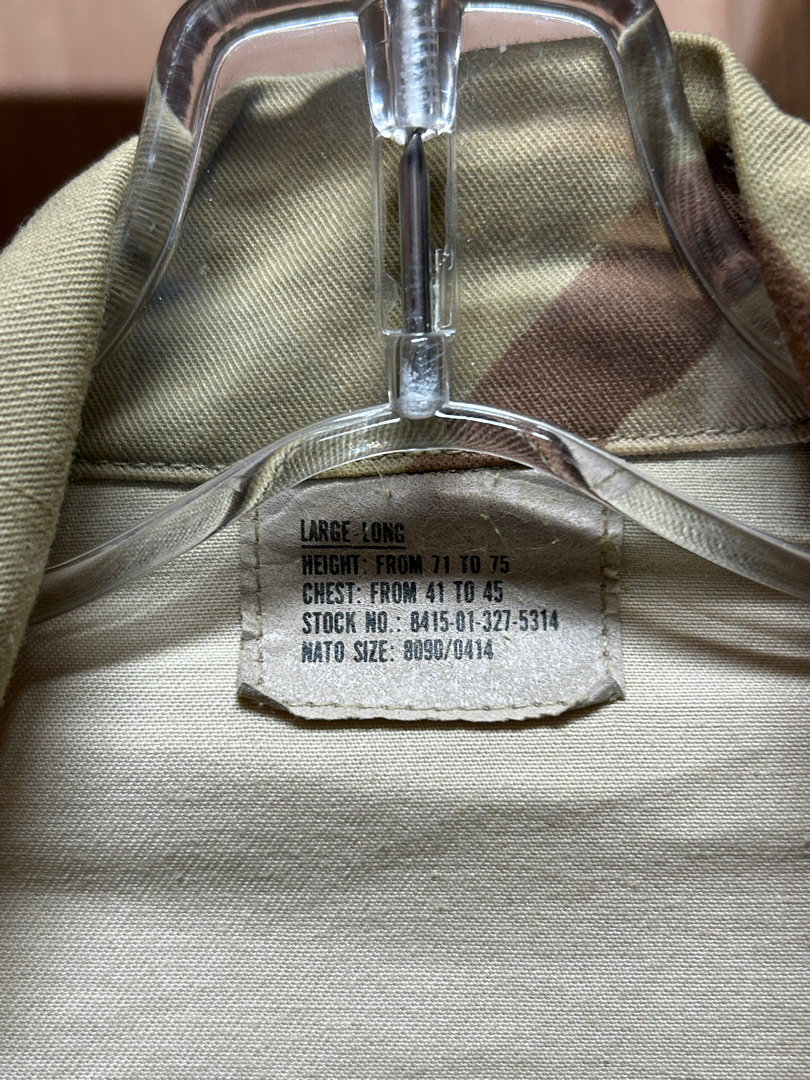 LARGE-LONG
HEIGHT: FROM 71 TO 75
CHEST: FROM 41 TO 45
STOCK NO.: 8415-01-327-5314
NATO SIZE: 8090/0414